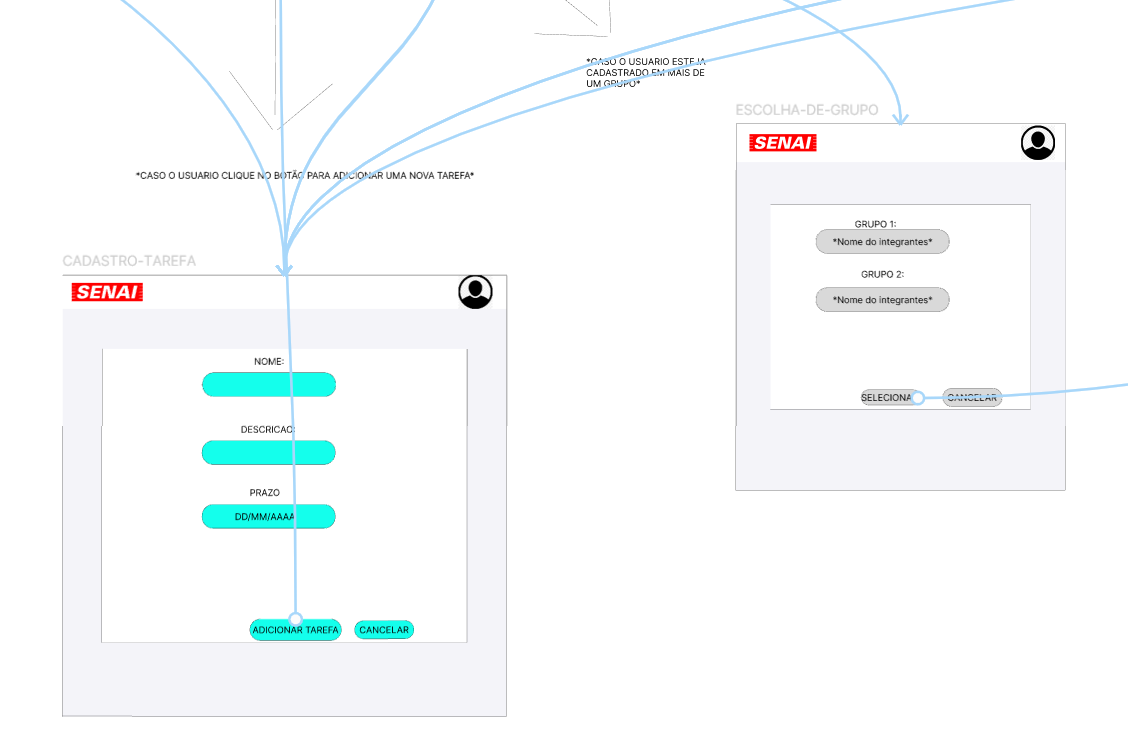 *CASO O USUARIO ESTEJA
CADASTRADO EM MAIS DE
UM GRUPO*
ESCOLHA-DE-GRUPO
SENAI
*CASO O USUARIO CLIQUE NO BOTÃO PARA ADICIONAR UMA NOVA TAREFA*
GRUPO 1:
*Nome do integrantes*
GRUPO 2:
*Nome do integrantes*
SELECIONA
CANCELAR
CADASTRO-TAREFA
SENAI
NOME:
DESCRICAO:
PRAZO
DD/MM/AAAA
ADICIONAR TAREFA
CANCELAR